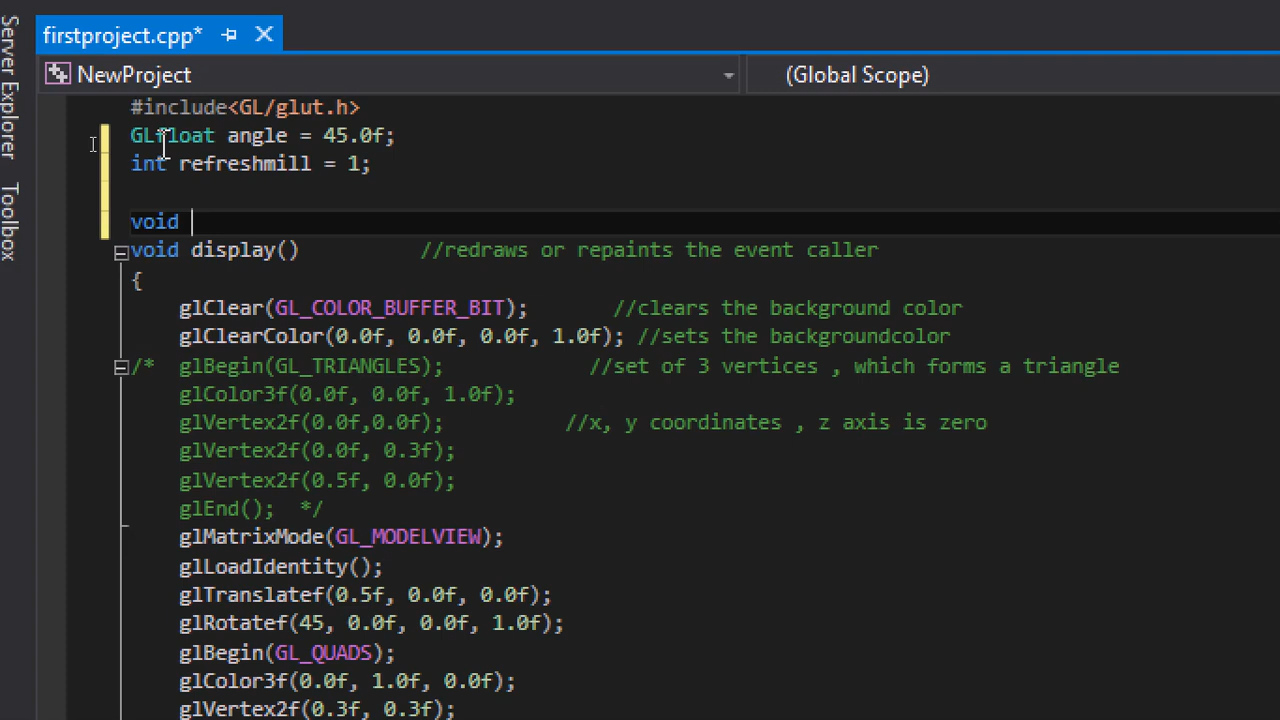 Server Explorer
Toolbox
firstproject.cpp*
NewProject
(Global Scope)
#include<GL/glut.h>
GLfloat angle = 45.0f;
int refreshmill = 1;
void
void display() //redraws or repaints the event caller
{
glClear(GL_COLOR_BUFFER_BIT); //clears the background color
glClearColor(0.0f, 0.0f, 0.0f, 1.0f); //sets the backgroundcolor
/* glBegin(GL_TRIANGLES); //set of 3 vertices , which forms a triangle
glColor3f(0.0f, 0.0f, 1.0f);
glVertex2f(0.0f,0.0f); //x, y coordinates , z axis is zero
glVertex2f(0.0f, 0.3f);
glVertex2f(0.5f, 0.0f);
glEnd(); */
glMatrixMode(GL_MODELVIEW);
glLoadIdentity();
glTranslatef(0.5f, 0.0f, 0.0f);
glRotatef(45, 0.0f, 0.0f, 1.0f);
glBegin(GL_QUADS);
glColor3f(0.0f, 1.0f, 0.0f);
glVertex2f(0.3f, 0.3f);